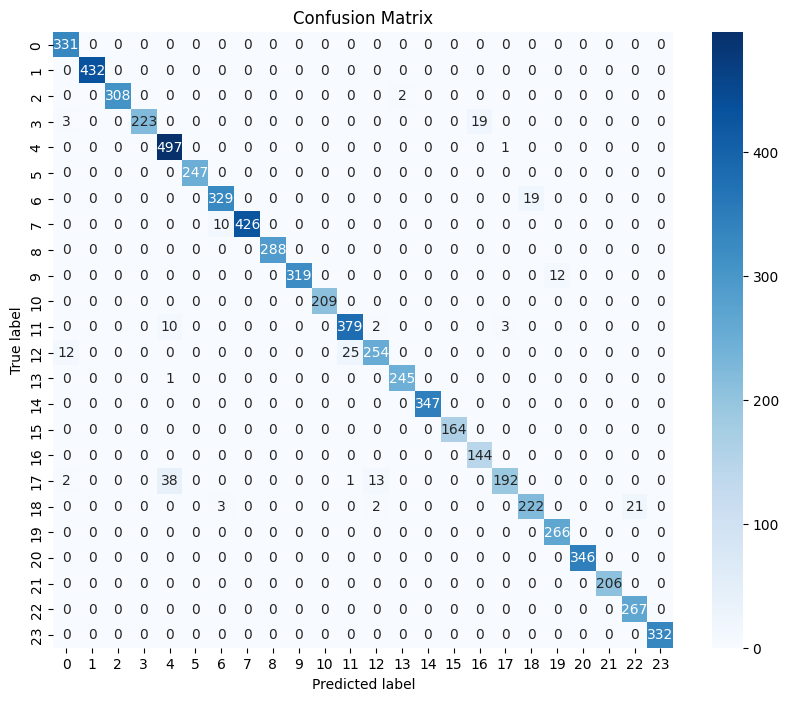 Confusion Matrix
0 331 0 0 0 0 0 0 0 0 0 0 0 0 0 0 0 0 0 0 0 0 0 0 0
1 0 432 0 0 0 0 0 0 0 0 0 0 0 0 0 0 0 0 0 0 0 0 0 0
2 0 0 308 0 0 0 0 0 0 0 0 0 0 2 0 0 0 0 0 0 0 0 0 0
3 3 0 0 223 0 0 0 0 0 0 0 0 0 0 0 0 19 0 0 0 0 0 0 0
4 0 0 0 0 497 0 0 0 0 0 0 0 0 0 0 0 0 1 0 0 0 0 0 0
5 0 0 0 0 0 247 0 0 0 0 0 0 0 0 0 0 0 0 0 0 0 0 0 0
6 0 0 0 0 0 0 329 0 0 0 0 0 0 0 0 0 0 0 19 0 0 0 0 0
7 0 0 0 0 0 0 10 426 0 0 0 0 0 0 0 0 0 0 0 0 0 0 0 0
8 0 0 0 0 0 0 0 0 288 0 0 0 0 0 0 0 0 0 0 0 0 0 0 0
9 0 0 0 0 0 0 0 0 0 319 0 0 0 0 0 0 0 0 0 12 0 0 0 0
10 0 0 0 0 0 0 0 0 0 0 209 0 0 0 0 0 0 0 0 0 0 0 0 0
11 0 0 0 0 10 0 0 0 0 0 0 379 2 0 0 0 0 3 0 0 0 0 0 0
12 12 0 0 0 0 0 0 0 0 0 0 25 254 0 0 0 0 0 0 0 0 0 0 0
13 0 0 0 0 1 0 0 0 0 0 0 0 0 245 0 0 0 0 0 0 0 0 0 0
14 0 0 0 0 0 0 0 0 0 0 0 0 0 0 347 0 0 0 0 0 0 0 0 0
15 0 0 0 0 0 0 0 0 0 0 0 0 0 0 0 164 0 0 0 0 0 0 0 0
16 0 0 0 0 0 0 0 0 0 0 0 0 0 0 0 0 144 0 0 0 0 0 0 0
17 2 0 0 0 38 0 0 0 0 0 0 1 13 0 0 0 0 192 0 0 0 0 0 0
18 0 0 0 0 0 0 3 0 0 0 0 0 2 0 0 0 0 0 222 0 0 0 21 0
19 0 0 0 0 0 0 0 0 0 0 0 0 0 0 0 0 0 0 0 266 0 0 0 0
20 0 0 0 0 0 0 0 0 0 0 0 0 0 0 0 0 0 0 0 0 346 0 0 0
21 0 0 0 0 0 0 0 0 0 0 0 0 0 0 0 0 0 0 0 0 0 206 0 0
22 0 0 0 0 0 0 0 0 0 0 0 0 0 0 0 0 0 0 0 0 0 0 267 0
23 0 0 0 0 0 0 0 0 0 0 0 0 0 0 0 0 0 0 0 0 0 0 0 332
0 1 2 3 4 5 6 7 8 9 10 11 12 13 14 15 16 17 18 19 20 21 22 23
Predicted label
True label
400
300
200
100
0